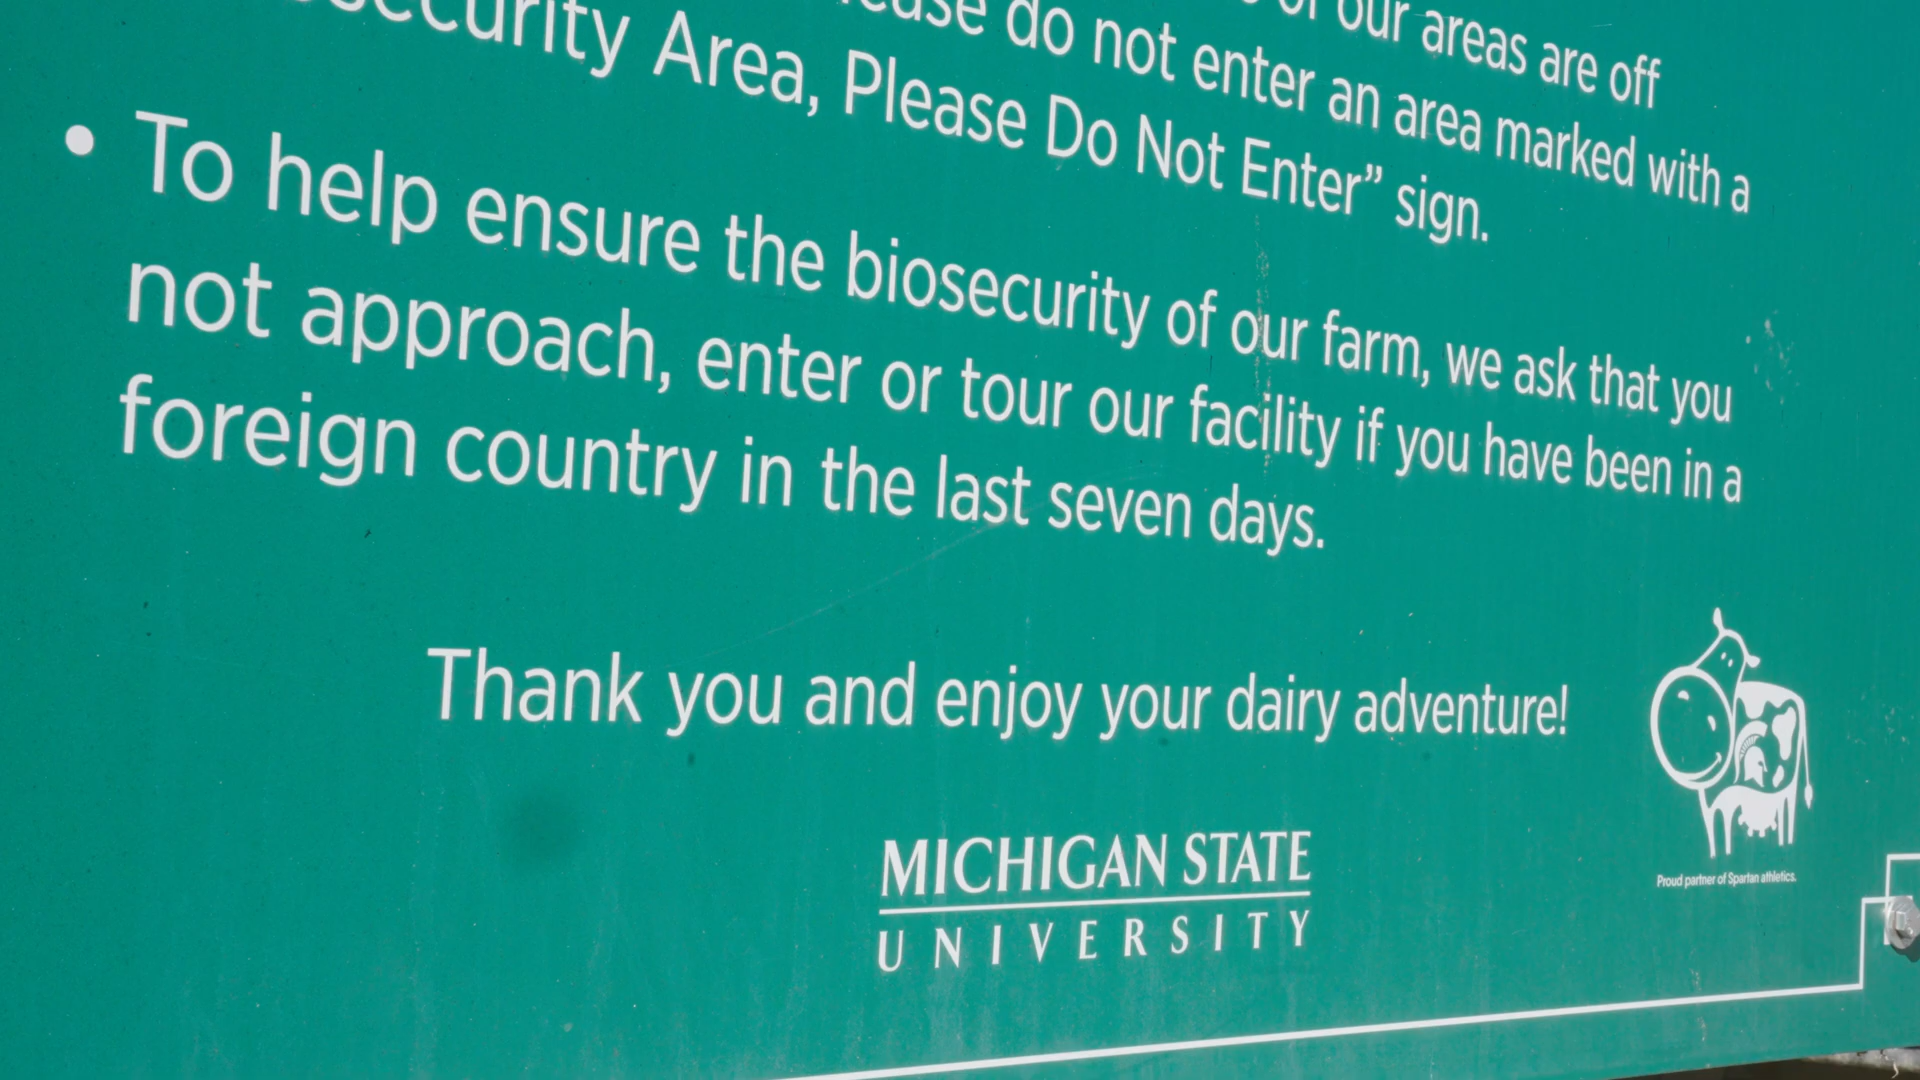 of our areas are off
do not enter an area marked with a
Area, Please Do Not Enter” sign.
• To help ensure the biosecurity of our farm, we ask that you
not approach, enter or tour our facility if you have been in a
foreign country in the last seven days.
Thank you and enjoy your dairy adventure!
Proud partner of Spartan athletics.
MICHIGAN STATE
UNIVERSITY